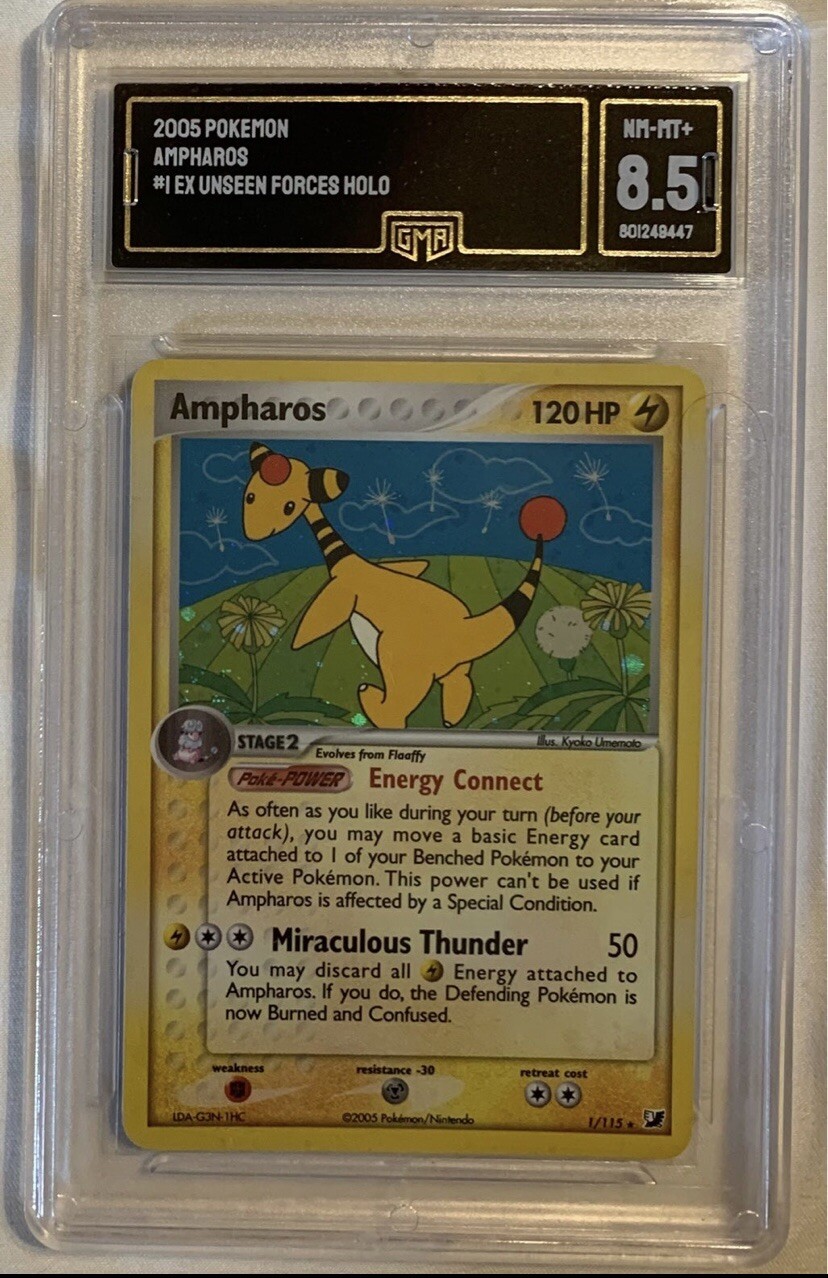 2005 POKEMON
AMPHAROS
#1 EX UNSEEN FORCES HOLO
GMA
NM-MT+
8.5
801249447
Ampharos
120 HP
STAGE 2
Evolves from Flaaffy
Illus. Kyoko Umemoto
Poké-POWER Energy Connect
As often as you like during your turn (before your
attack), you may move a basic Energy card
attached to 1 of your Benched Pokémon to your
Active Pokémon. This power can't be used if
Ampharos is affected by a Special Condition.
Miraculous Thunder 50
You may discard all Energy attached to
Ampharos. If you do, the Defending Pokémon is
now Burned and Confused.
weakness resistance -30 retreat cost
LDA-G3N-1HC ©2005 Pokémon/Nintendo 1/115 ★